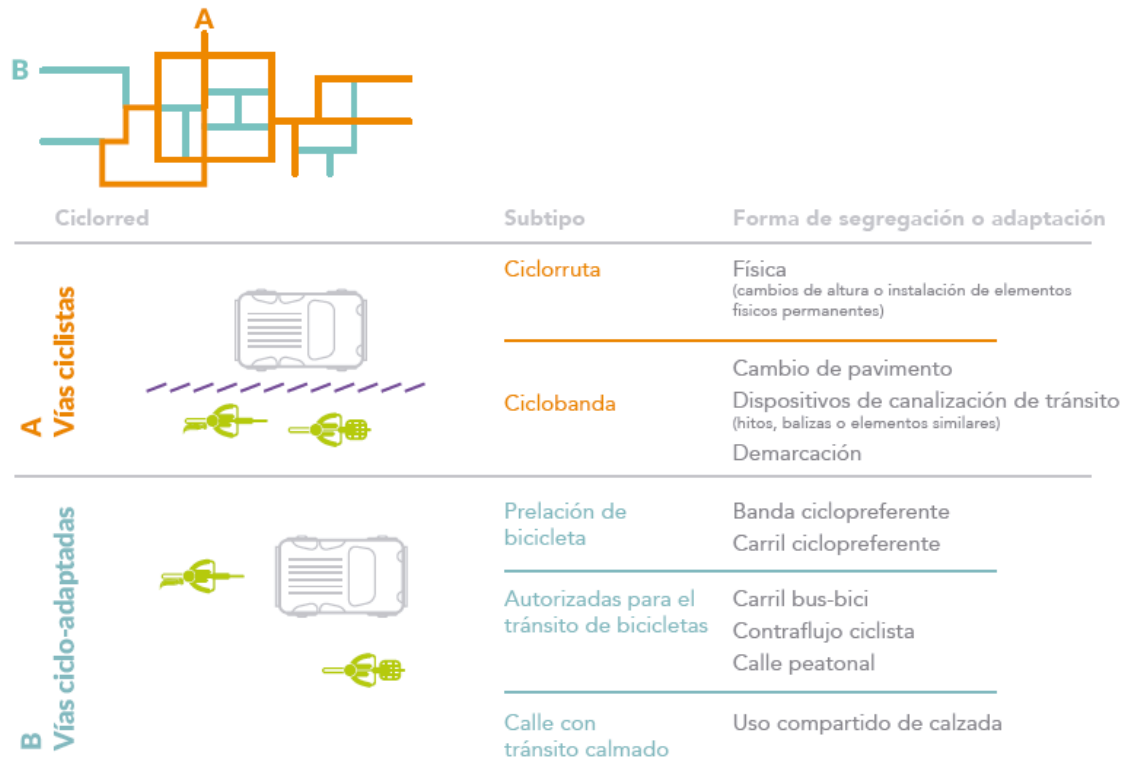 A
B
Ciclorred
Subtipo
Forma de segregación o adaptación
A
Vías ciclistas
Ciclorruta
Física
(cambios de altura o instalación de elementos
físicos permanentes)
Ciclobanda
Cambio de pavimento
Dispositivos de canalización de tránsito
(hitos, balizas o elementos similares)
Demarcación
B
Vías ciclo-adaptadas
Prelación de
bicicleta
Banda ciclopreferente
Carril ciclopreferente
Autorizadas para el
tránsito de bicicletas
Carril bus-bici
Contraflujo ciclista
Calle peatonal
Calle con
tránsito calmado
Uso compartido de calzada